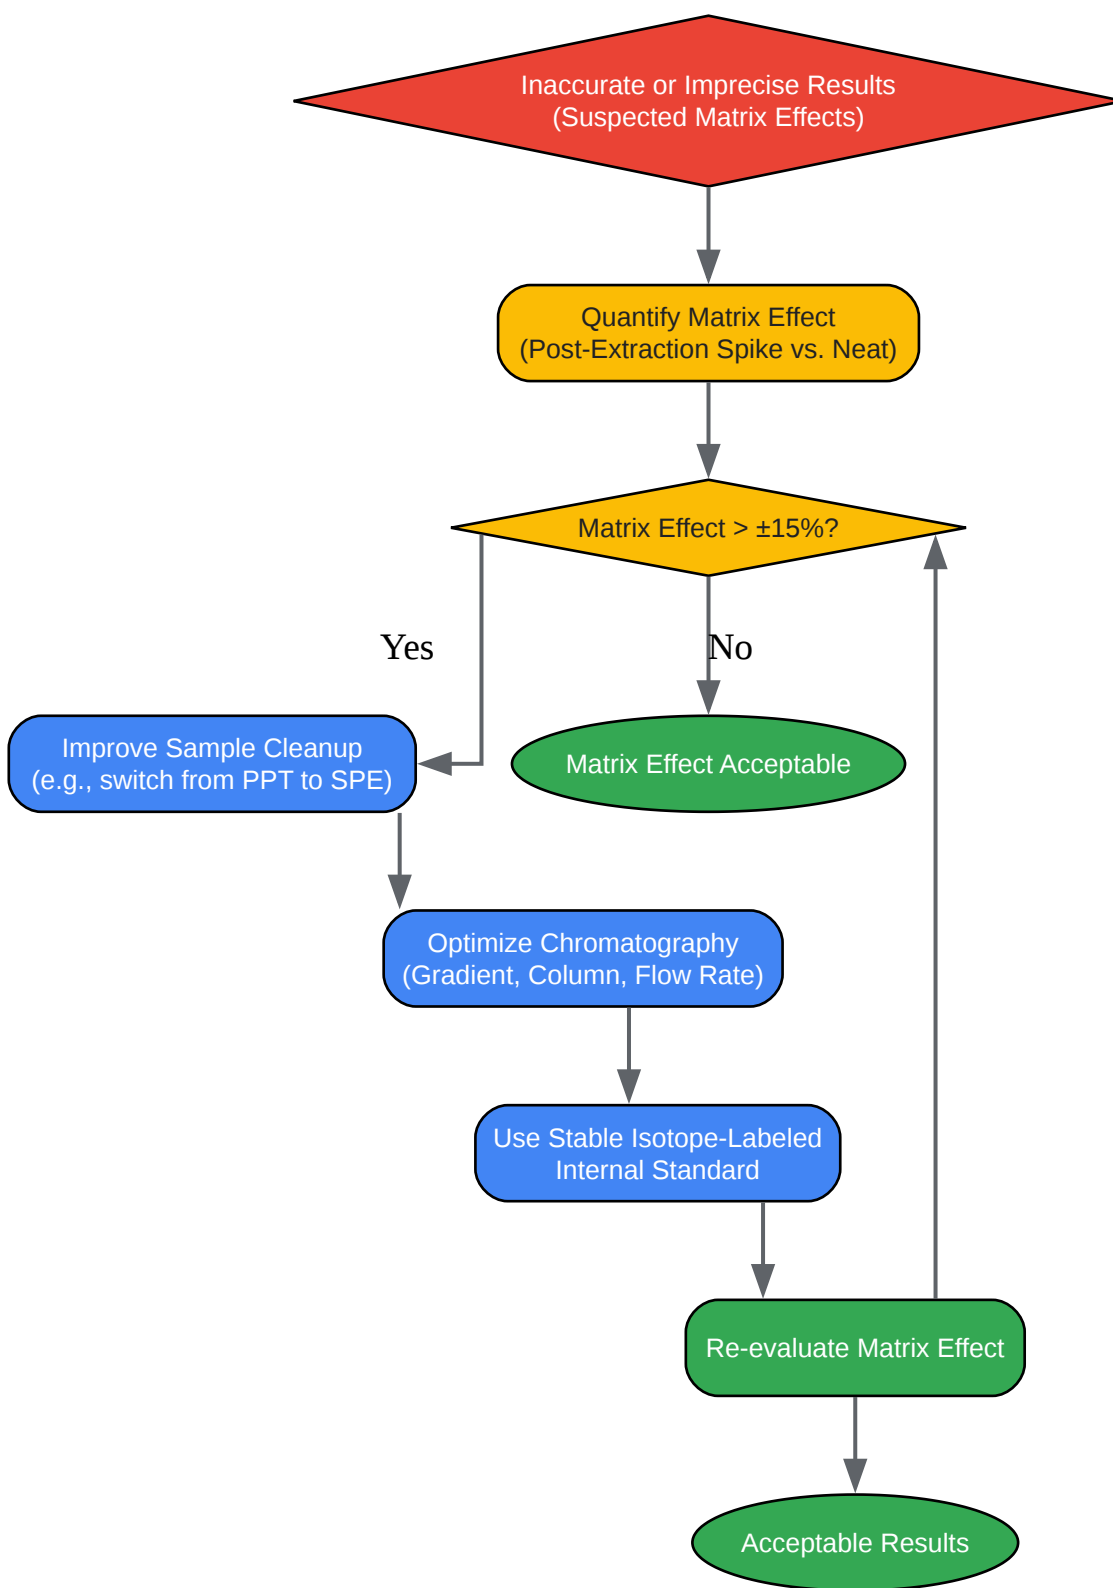 Inaccurate or Imprecise Results
(Suspected Matrix Effects)
Quantify Matrix Effect
(Post-Extraction Spike vs. Neat)
Matrix Effect > ±15%?
Yes
No
Improve Sample Cleanup
(e.g., switch from PPT to SPE)
Matrix Effect Acceptable
Optimize Chromatography
(Gradient, Column, Flow Rate)
Use Stable Isotope-Labeled
Internal Standard
Re-evaluate Matrix Effect
Acceptable Results